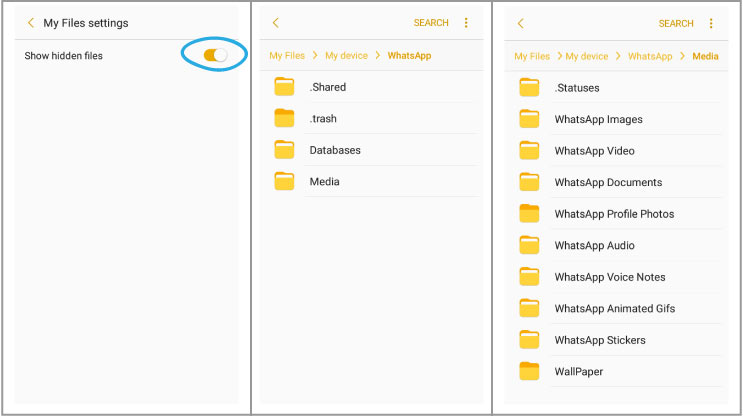 My Files settings
Show hidden files
SEARCH
My Files > My device > WhatsApp
.Shared
.trash
Databases
Media
SEARCH
My Files > My device > WhatsApp > Media
.Statuses
WhatsApp Images
WhatsApp Video
WhatsApp Documents
WhatsApp Profile Photos
WhatsApp Audio
WhatsApp Voice Notes
WhatsApp Animated Gifs
WhatsApp Stickers
WallPaper